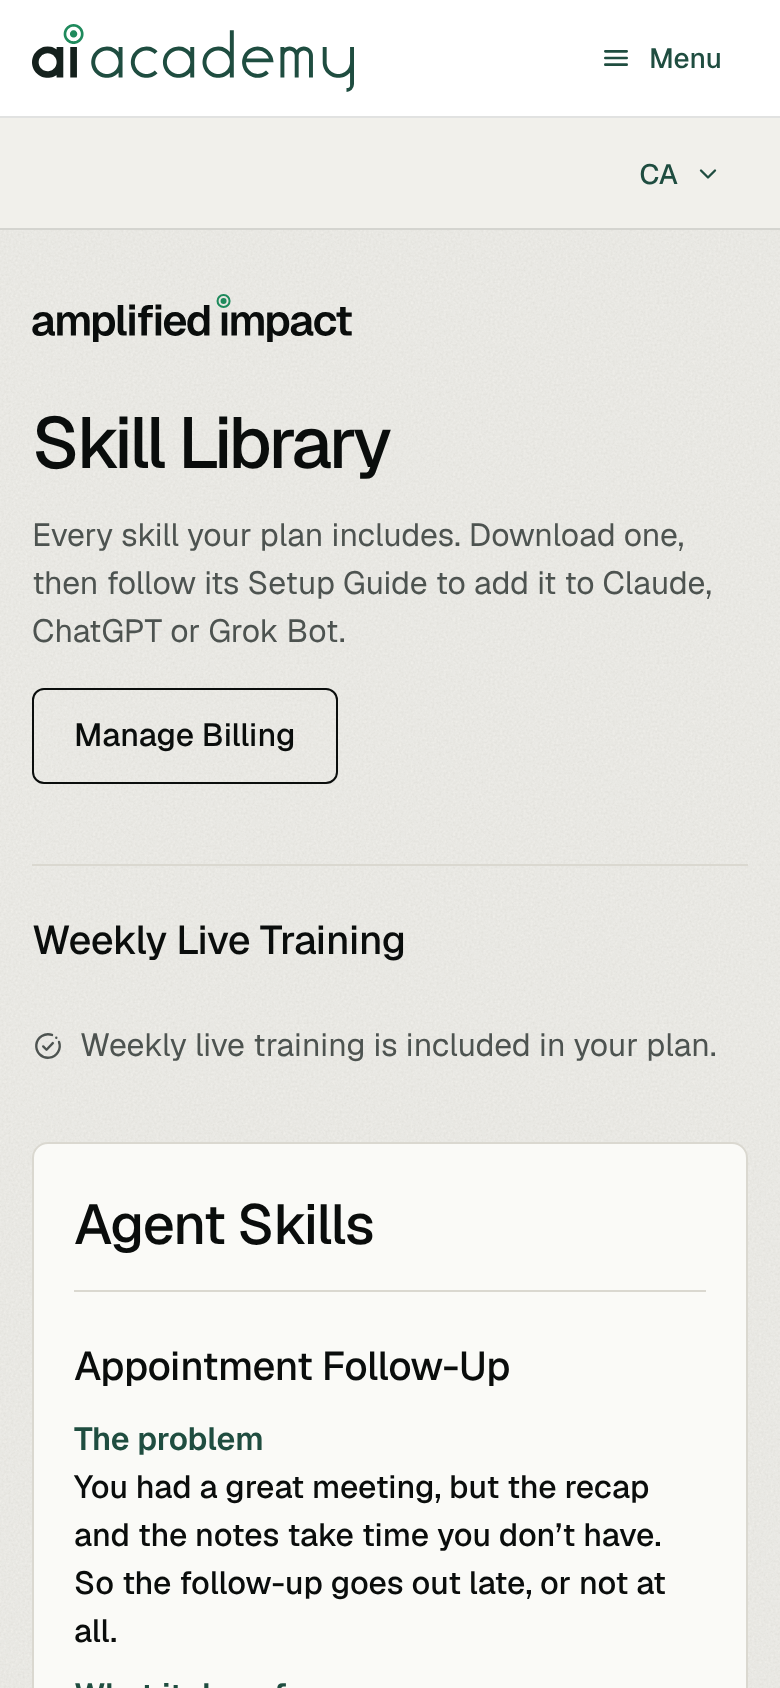 ai academy
Menu
CA
amplified impact
Skill Library
Every skill your plan includes. Download one,
then follow its Setup Guide to add it to Claude,
ChatGPT or Grok Bot.
Manage Billing
Weekly Live Training
Weekly live training is included in your plan.
Agent Skills
Appointment Follow-Up
The problem
You had a great meeting, but the recap
and the notes take time you don’t have.
So the follow-up goes out late, or not at
all.